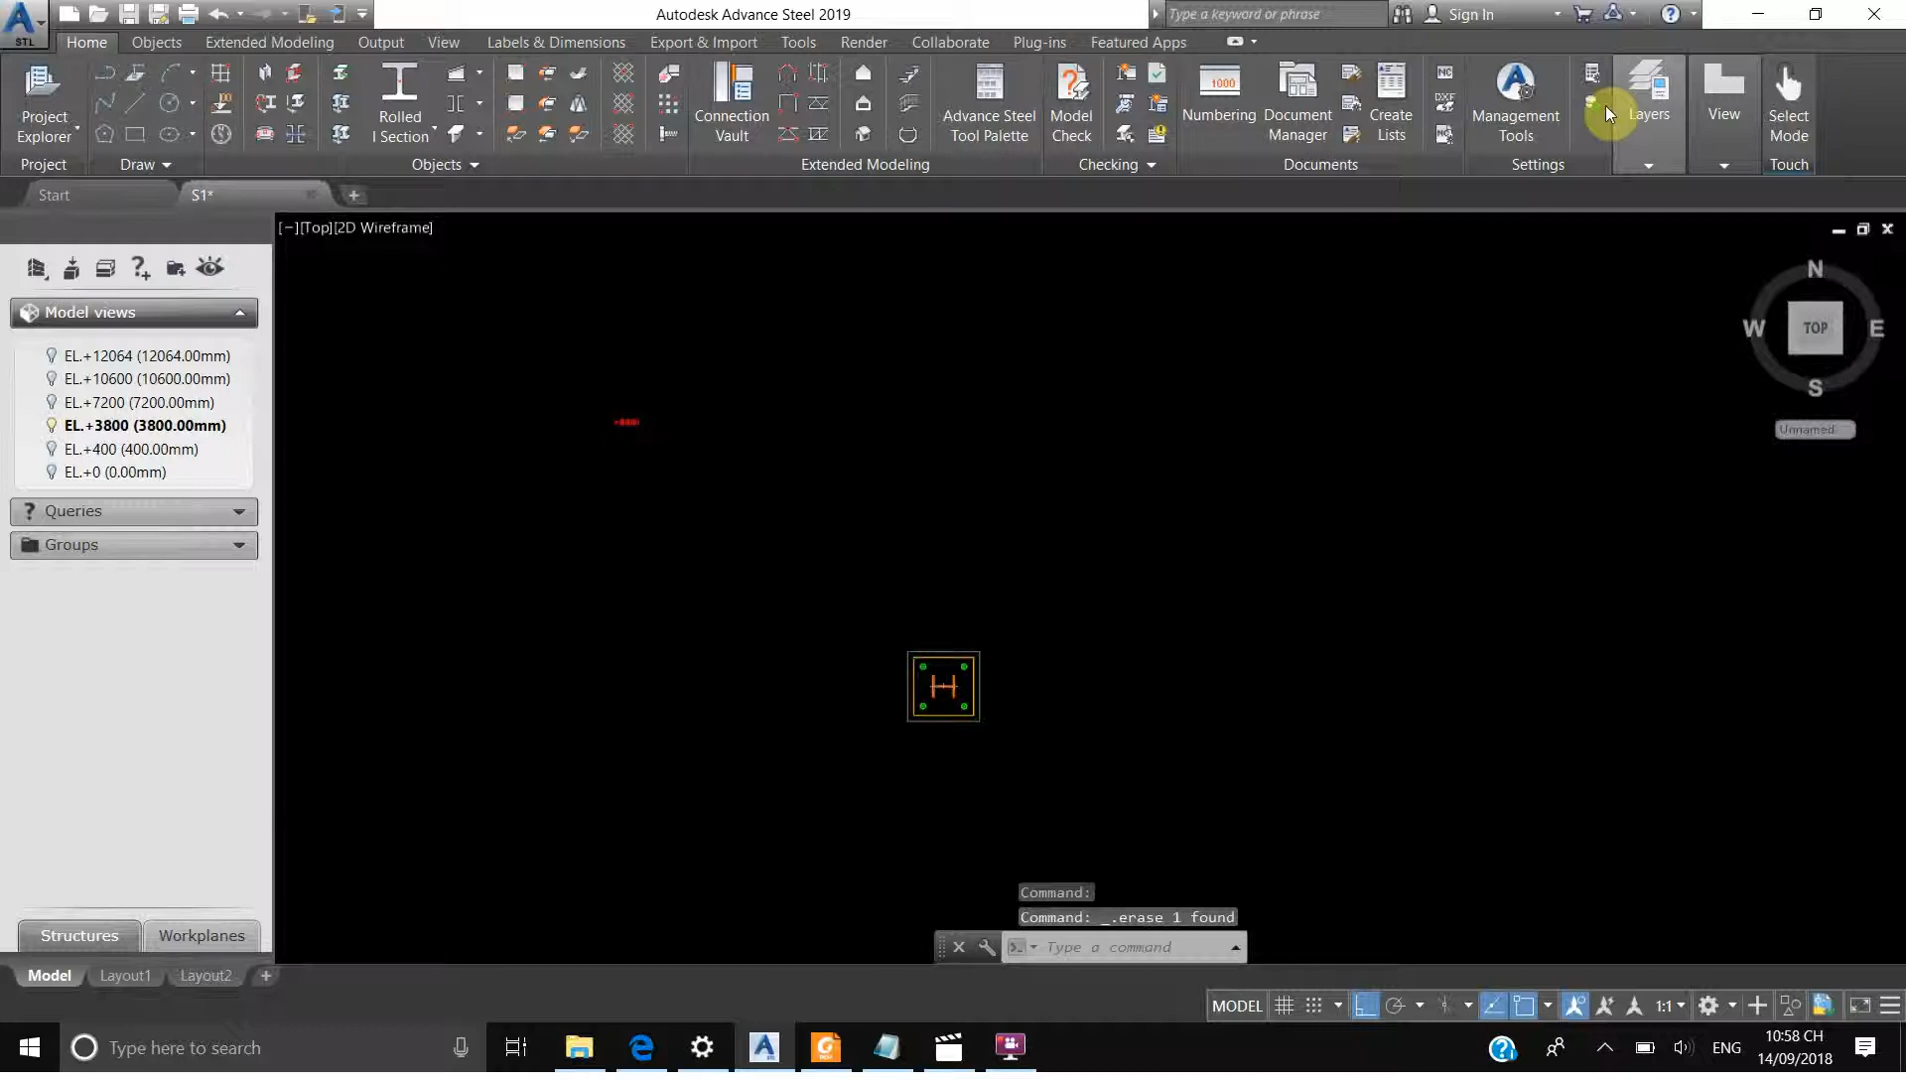 Autodesk Advance Steel 2019
Type a keyword or phrase
Sign In
STL
Home
Objects
Extended Modeling
Output
View
Labels & Dimensions
Export & Import
Tools
Render
Collaborate
Plug-ins
Featured Apps
Project
Explorer
Rolled
I Section
Connection
Vault
Advance Steel
Tool Palette
Model
Check
1000
Numbering
Document
Manager
Create
Lists
NC
DXF
Management
Tools
Layers
View
Select
Mode
Project
Draw
Objects
Extended Modeling
Checking
Documents
Settings
Touch
Start
S1*
[−][Top][2D Wireframe]
Model views
EL.+12064 (12064.00mm)
EL.+10600 (10600.00mm)
EL.+7200 (7200.00mm)
EL.+3800 (3800.00mm)
EL.+400 (400.00mm)
EL.+0 (0.00mm)
Queries
Groups
N
W
TOP
E
S
Unnamed
Command:
Command: _.erase 1 found
Type a command
Structures
Workplanes
Model
Layout1
Layout2
MODEL
1:1
Type here to search
ENG
10:58 CH
14/09/2018